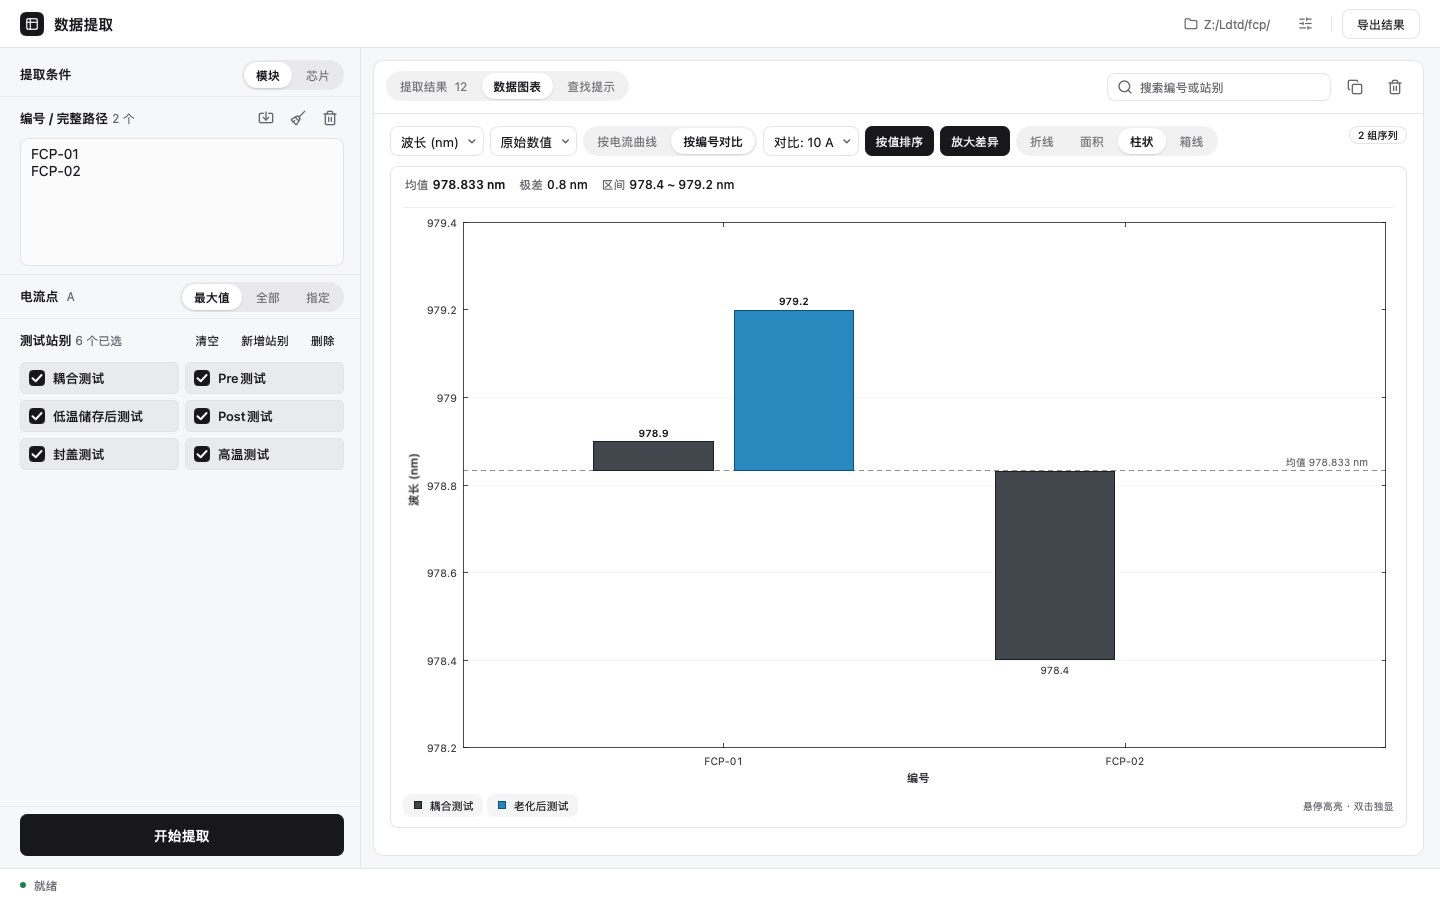 数据提取
Z:/Ldtd/fcp/
导出结果
提取条件
模块
芯片
编号 / 完整路径 2 个
FCP-01
FCP-02
电流点 A
最大值
全部
指定
测试站别 6 个已选
清空
新增站别
删除
耦合测试
Pre测试
低温储存后测试
Post测试
封盖测试
高温测试
开始提取
就绪
提取结果 12
数据图表
查找提示
搜索编号或站别
波长 (nm)
原始数值
按电流曲线
按编号对比
对比: 10 A
按值排序
放大差异
折线
面积
柱状
箱线
2 组序列
均值 978.833 nm 极差 0.8 nm 区间 978.4 ~ 979.2 nm
979.4
979.2
979
978.8
978.6
978.4
978.2
波长 (nm)
978.9
979.2
978.4
均值 978.833 nm
FCP-01
FCP-02
编号
耦合测试
老化后测试
悬停高亮 · 双击独显